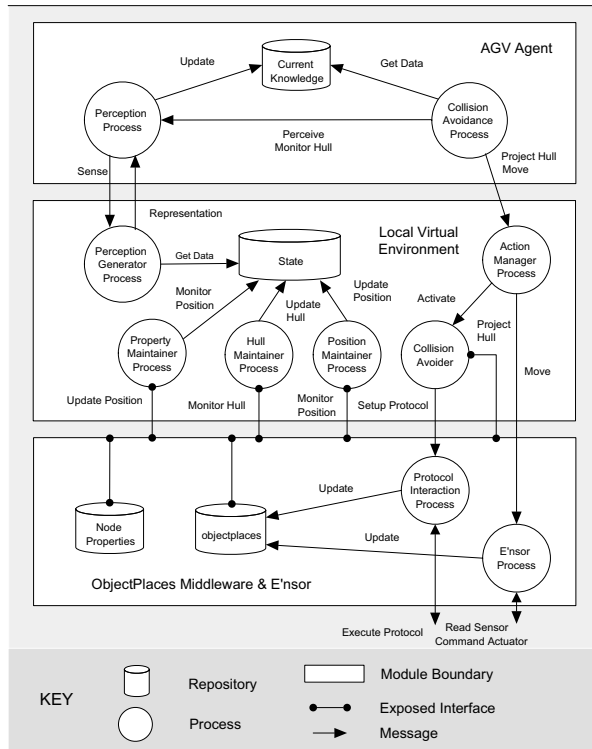 AGV Agent
Current
Knowledge
Update
Get Data
Perception
Process
Collision
Avoidance
Process
Perceive
Monitor Hull
Project Hull
Move
Sense
Representation
Local Virtual
Environment
Perception
Generator
Process
Get Data
State
Action
Manager
Process
Monitor
Position
Update
Hull
Update
Position
Activate
Project
Hull
Property
Maintainer
Process
Hull
Maintainer
Process
Position
Maintainer
Process
Collision
Avoider
Move
Update Position
Monitor Hull
Monitor
Position
Setup Protocol
Protocol
Interaction
Process
Update
Node
Properties
objectplaces
Update
E'nsor
Process
ObjectPlaces Middleware & E'nsor
Execute Protocol
Read Sensor
Command Actuator
KEY
Repository
Process
Module Boundary
Exposed Interface
Message